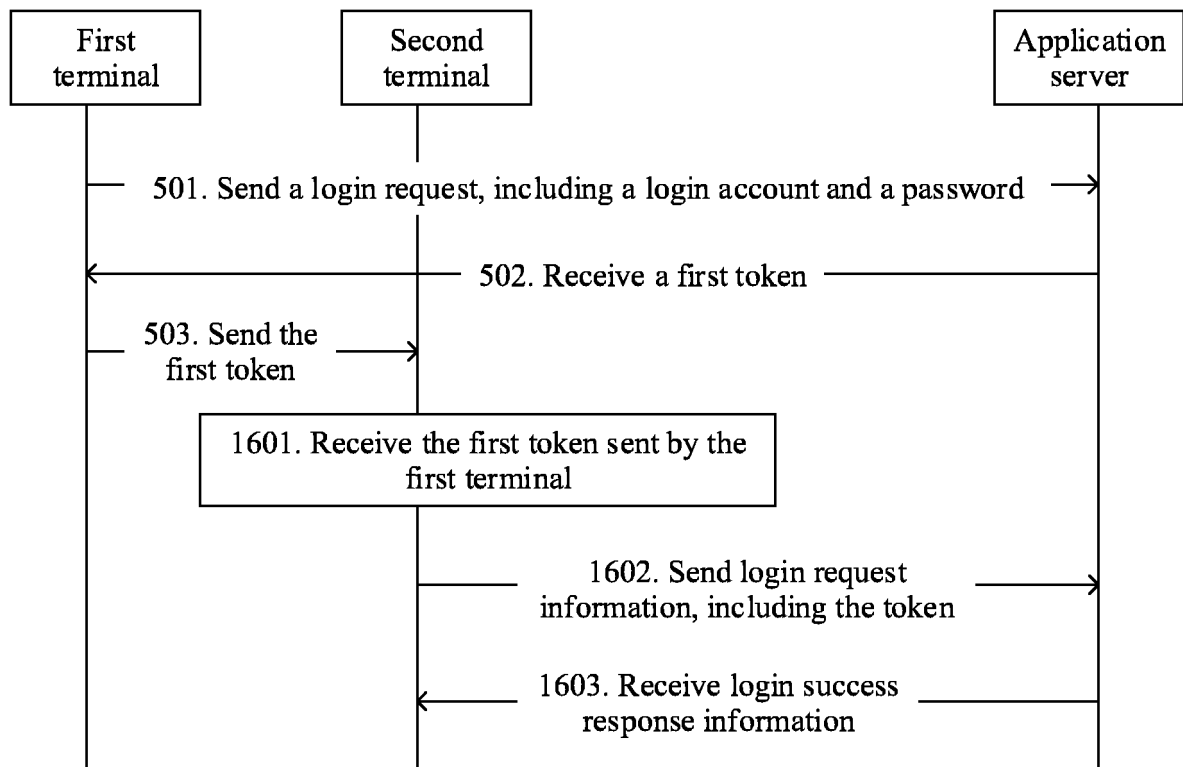 First
terminal
Second
terminal
Application
server
501. Send a login request, including a login account and a password
502. Receive a first token
503. Send the
first token
1601. Receive the first token sent by the
first terminal
1602. Send login request
information, including the token
1603. Receive login success
response information